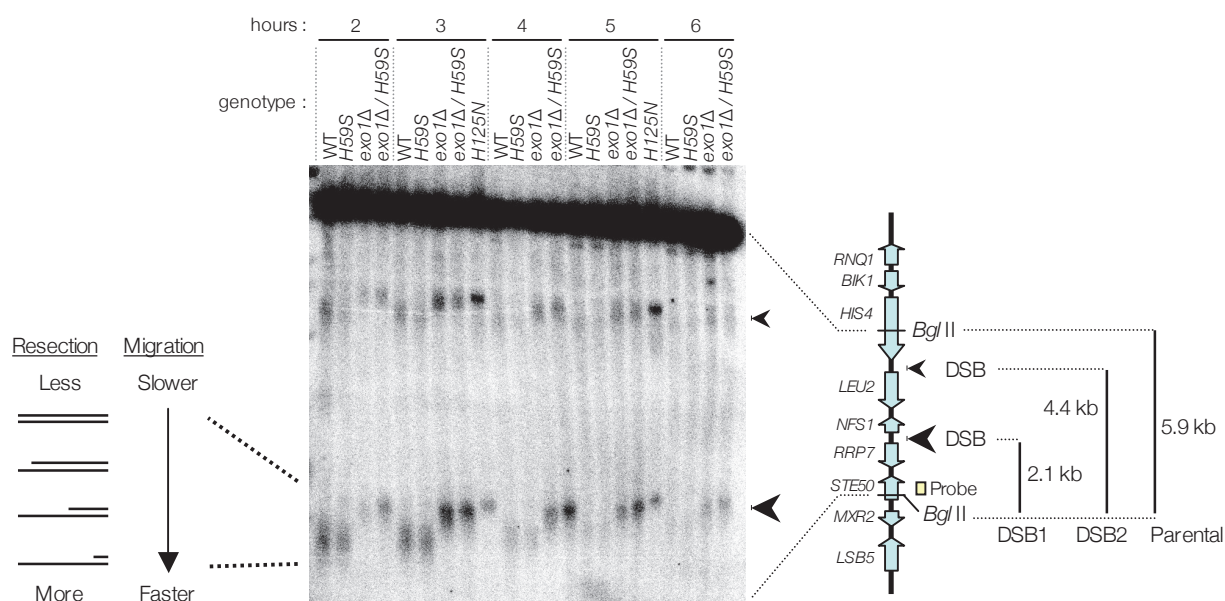 hours : 2 3 4 5 6
genotype : WT H59S exo1Δ exo1Δ / H59S WT H59S exo1Δ exo1Δ / H59S H125N WT H59S exo1Δ exo1Δ / H59S WT H59S exo1Δ exo1Δ / H59S H125N WT H59S exo1Δ exo1Δ / H59S
Resection Migration
Less Slower
More Faster
RNQ1
BIK1
HIS4
Bgl II
LEU2
DSB
NFS1
4.4 kb
5.9 kb
DSB
RRP7
2.1 kb
STE50
Probe
MXR2
Bgl II
LSB5
DSB1 DSB2 Parental